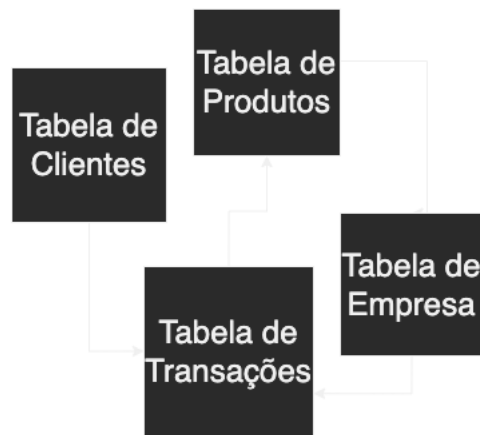 Tabela de
Clientes
Tabela de
Produtos
Tabela de
Empresa
Tabela de
Transações